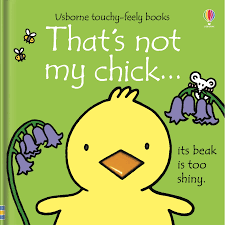 Usborne touchy-feely books
That's not
my chick...
its beak
is too
shiny.